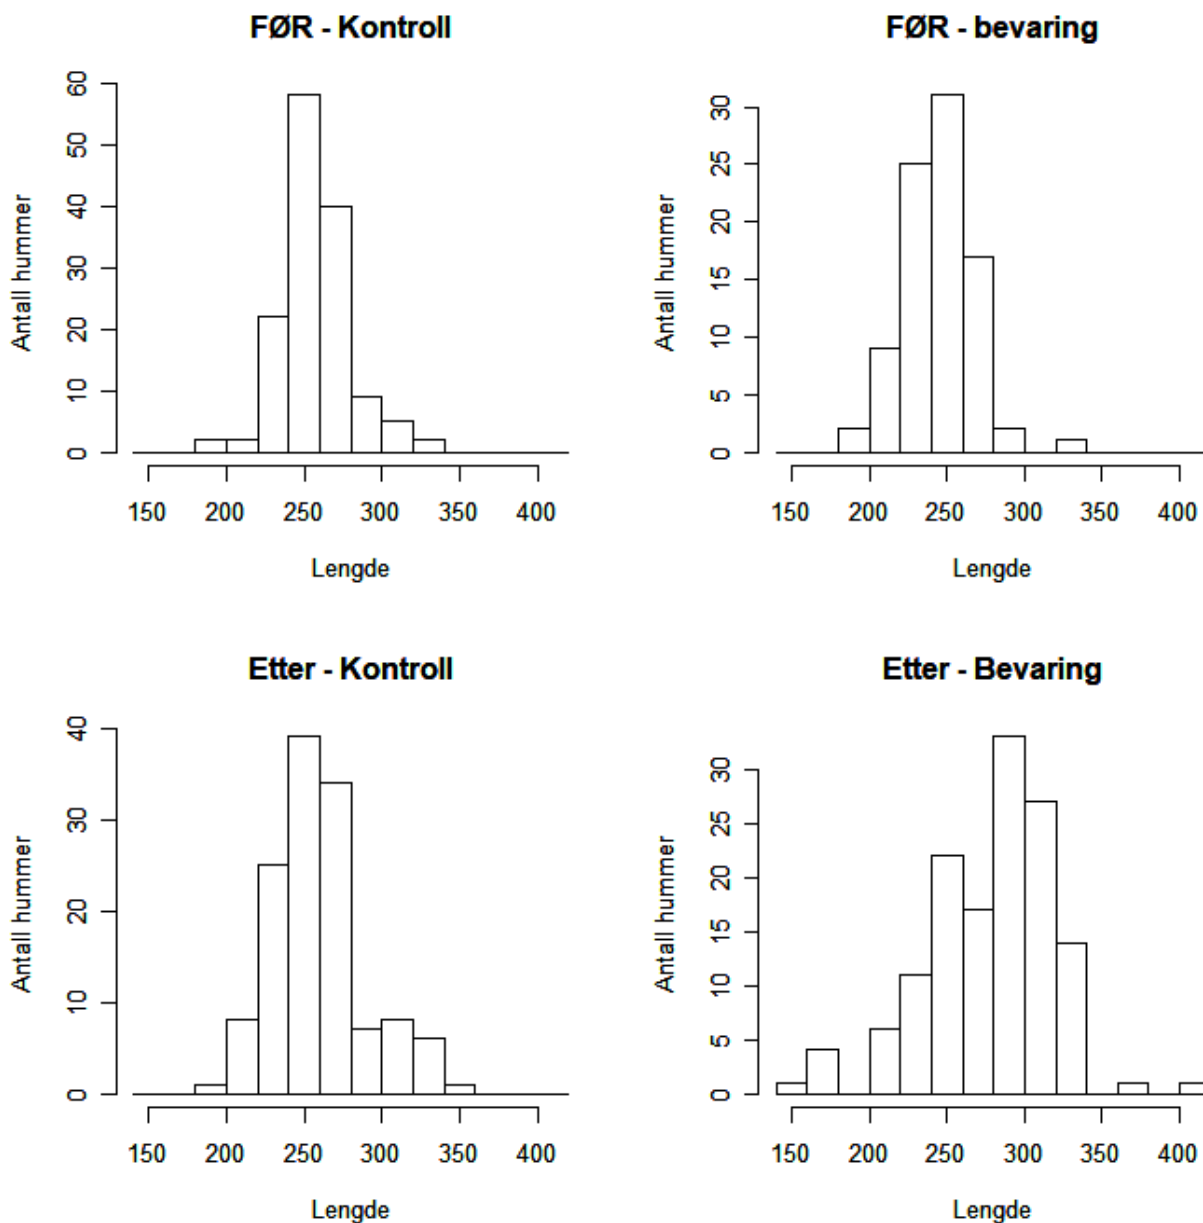 FØR - Kontroll
Antall hummer
0 10 20 30 40 50 60
150 200 250 300 350 400
Lengde
FØR - bevaring
Antall hummer
0 5 10 15 20 25 30
150 200 250 300 350 400
Lengde
Etter - Kontroll
Antall hummer
0 10 20 30 40
150 200 250 300 350 400
Lengde
Etter - Bevaring
Antall hummer
0 5 10 15 20 25 30
150 200 250 300 350 400
Lengde